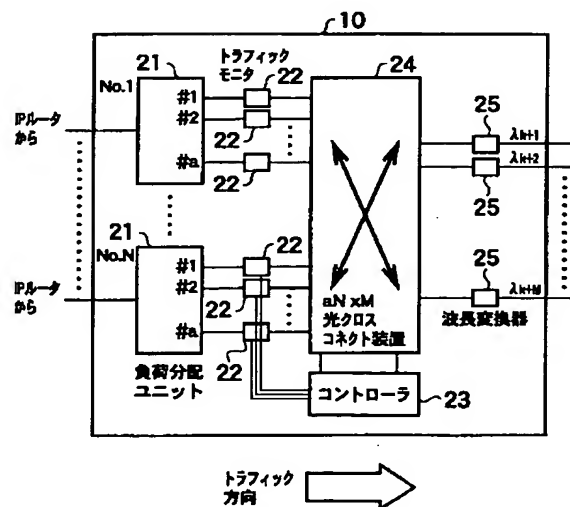 10
21
トラフィック
モニタ
22
24
No.1
#1
#2
22
#a
22
IPルータ
から
25
λk+1
λk+2
25
21
No.N
#1
22
#2
22
#a
22
IPルータ
から
負荷分配
ユニット
aN xM
光クロス
コネクト装置
25
λk+M
波長変換器
コントローラ
23
トラフィック
方向